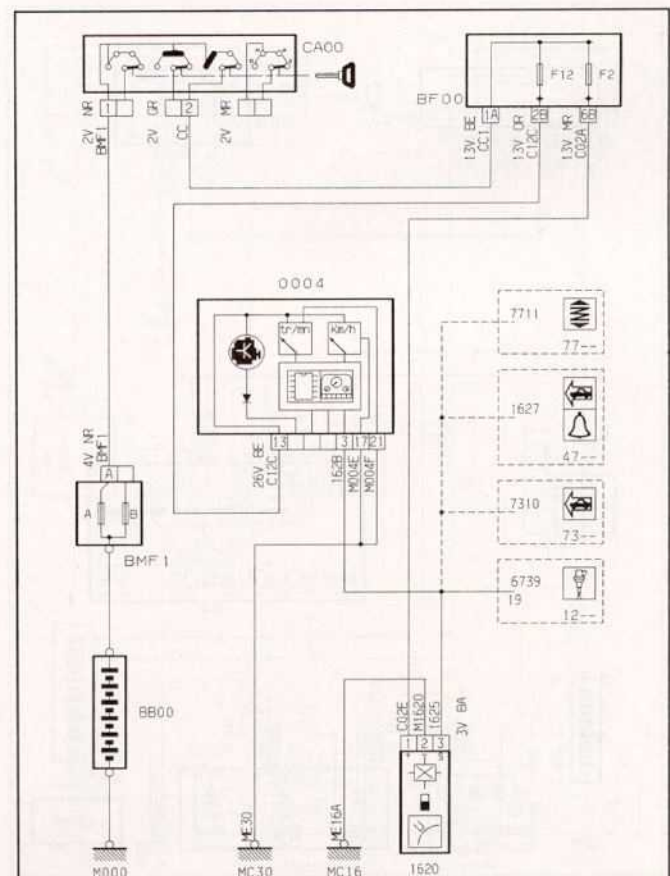 CA00
1
2
2V NR
BMF1
2V GR
CC
2V MR
F12
F2
BF00
1A
2B
6B
13V BE
CC1
13V OR
C12C
13V MR
C02A
0004
tr/mn
Km/h
13
3
17
21
26V BE
C12C
162B
M004E
M004F
7711
77--
1627
47--
7310
73--
6739
19
12--
4V NR
BMF1
A
A
B
BMF1
BB00
C02E
M1620
1625
3V BA
1
2
3
ME30
ME16A
M000
MC30
MC16
1620